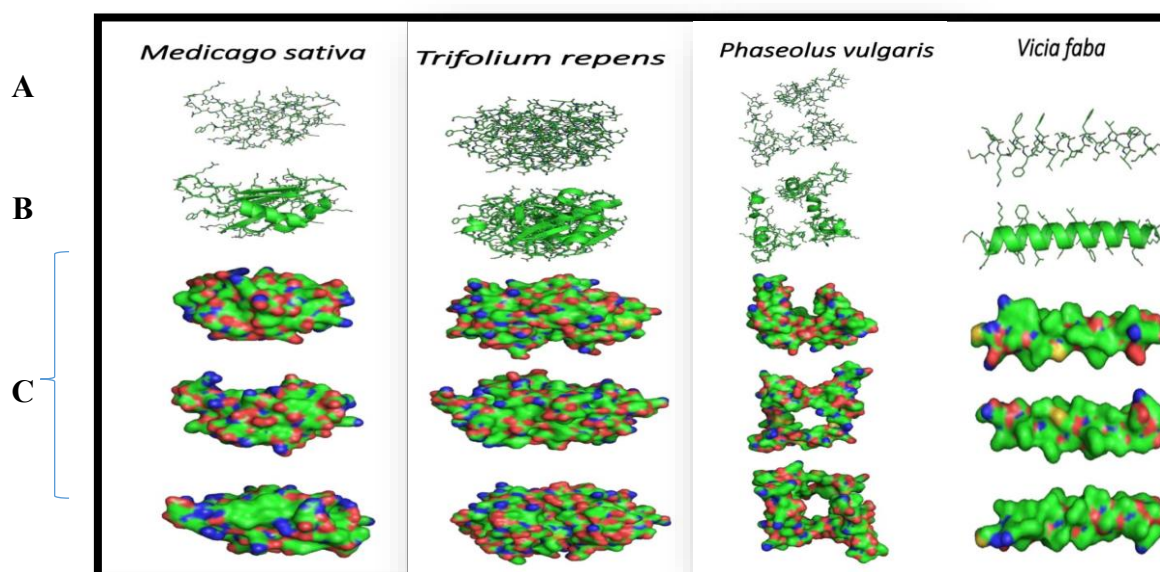 Medicago sativa
Trifolium repens
Phaseolus vulgaris
Vicia faba
A
B
C